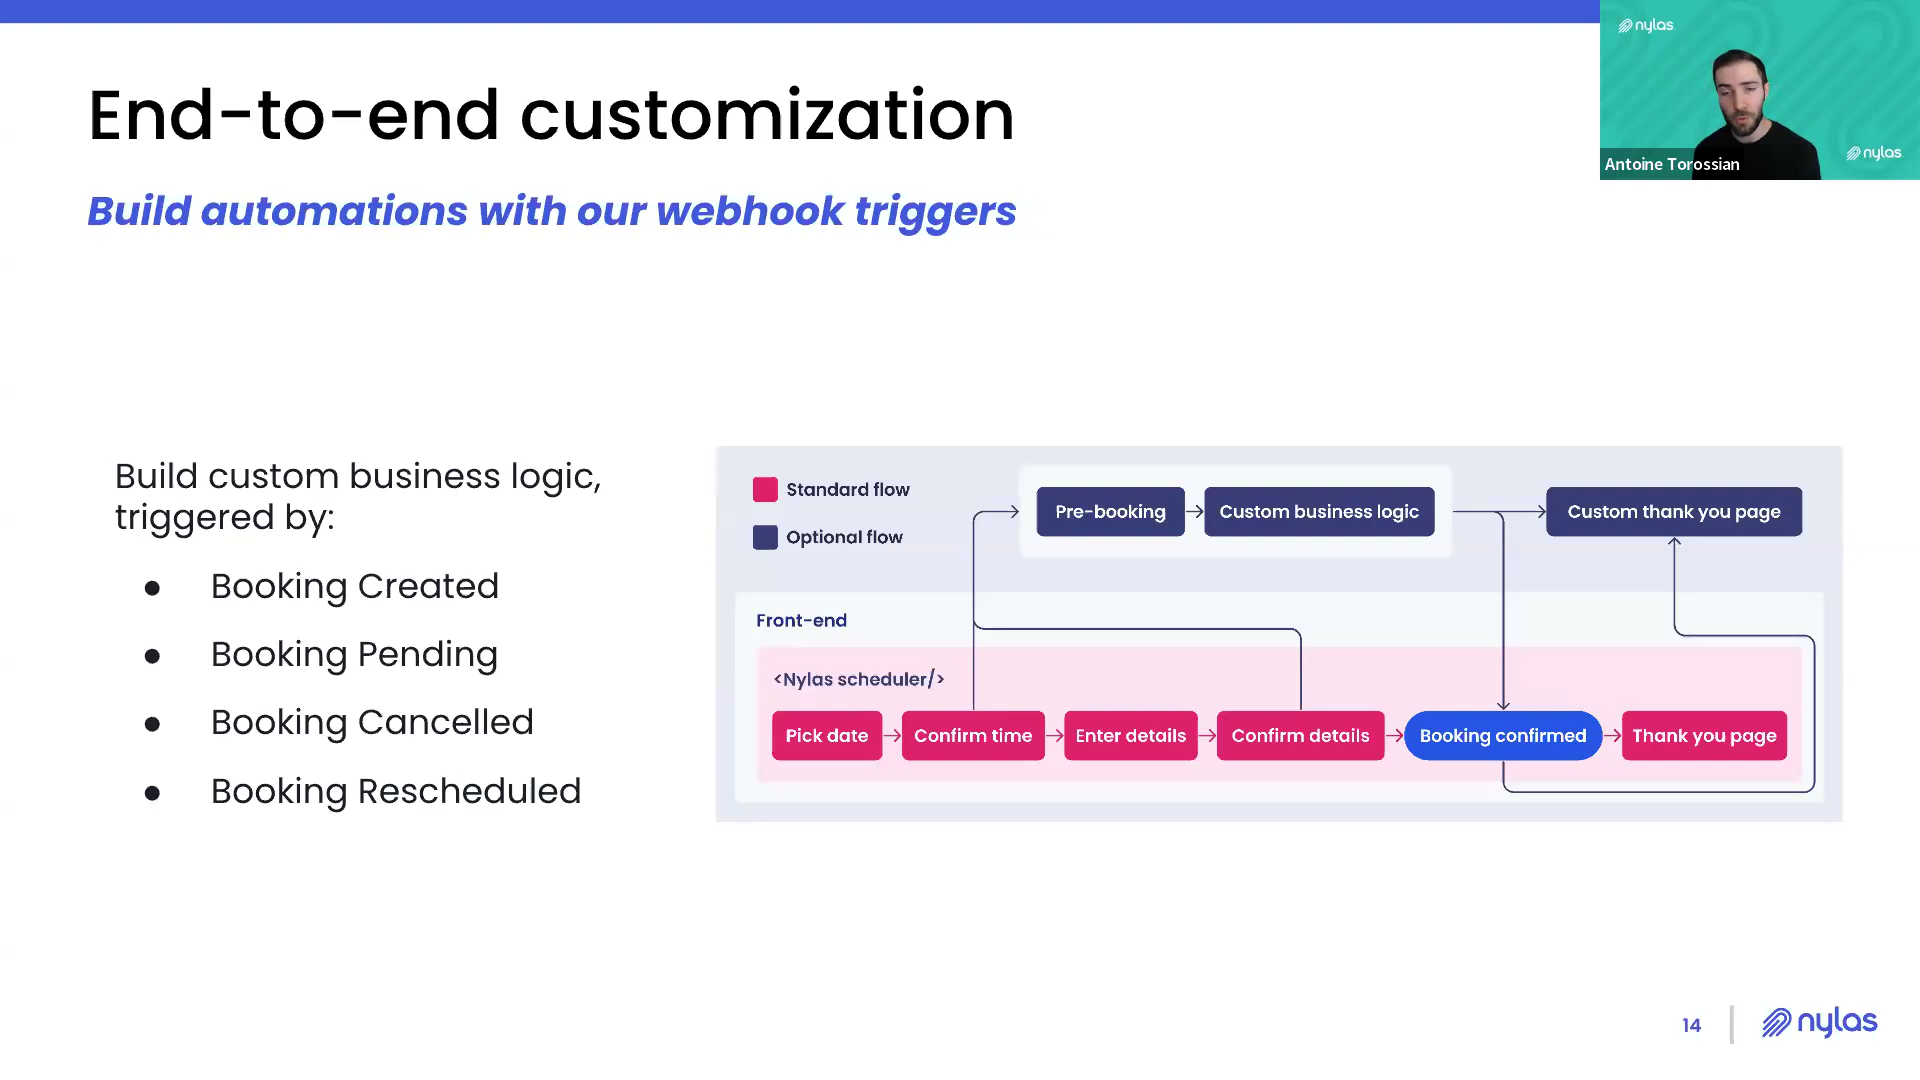 nylas
nylas
Antoine Torossian
End-to-end customization
Build automations with our webhook triggers
Build custom business logic,
triggered by:
● Booking Created
● Booking Pending
● Booking Cancelled
● Booking Rescheduled
Standard flow
Optional flow
Pre-booking
Custom business logic
Custom thank you page
Front-end
<Nylas scheduler/>
Pick date
Confirm time
Enter details
Confirm details
Booking confirmed
Thank you page
14
nylas